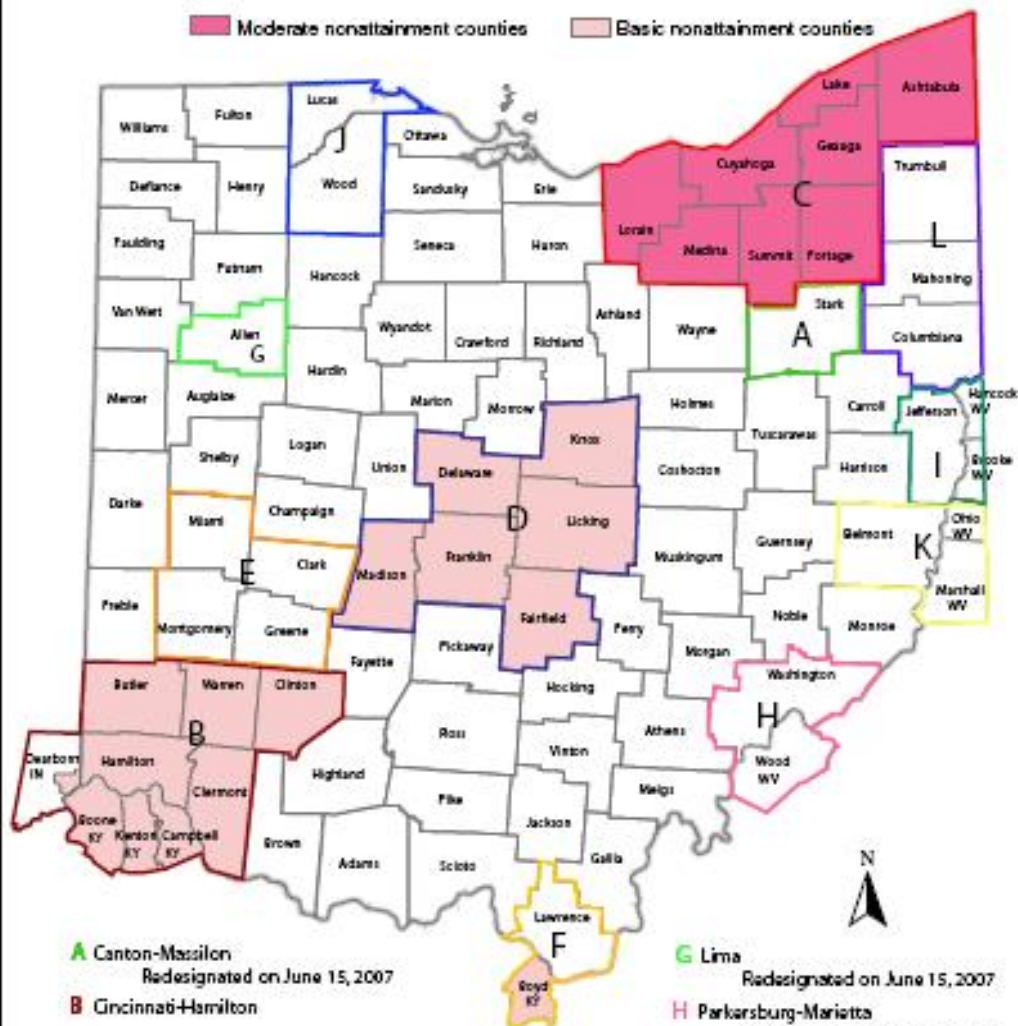 Moderate nonattainment counties
Basic nonattainment counties
Lake
Ashtabula
Lucas
Fulton
Williams
Ottawa
J
Geauga
Cuyahoga
Trumbull
Defiance
Henry
Wood
Sandusky
Erie
C
Lorain
L
Paulding
Seneca
Huron
Medina
Summit
Portage
Putnam
Hancock
Mahoning
Van Wert
Ashland
Stark
Allen
G
Wyandot
Crawford
Richland
Wayne
A
Columbiana
Hardin
Mercer
Auglaize
Marion
Morrow
Holmes
Carroll
Jefferson
Hancock
WV
Logan
Knox
Tuscarawas
Shelby
Union
Delaware
Coshocton
Harrison
I
Brooke
WV
Darke
Miami
Champaign
D
Licking
Guernsey
Belmont
K
Ohio
WV
E
Clark
Madison
Franklin
Muskingum
Marshall
WV
Preble
Montgomery
Greene
Fairfield
Perry
Noble
Monroe
Fayette
Pickaway
Morgan
Washington
Butler
Warren
Clinton
Hocking
H
B
Ross
Athens
Dearborn
IN
Hamilton
Vinton
Wood
WV
Highland
Clermont
Pike
Meigs
Boone
KY
Kenton
KY
Campbell
KY
Jackson
Brown
Adams
Scioto
Gallia
N
Lawrence
F
Boyd
KY
A Canton-Massilon
Redesignated on June 15, 2007
B Cincinnati-Hamilton
G Lima
Redesignated on June 15, 2007
H Parkersburg-Marietta